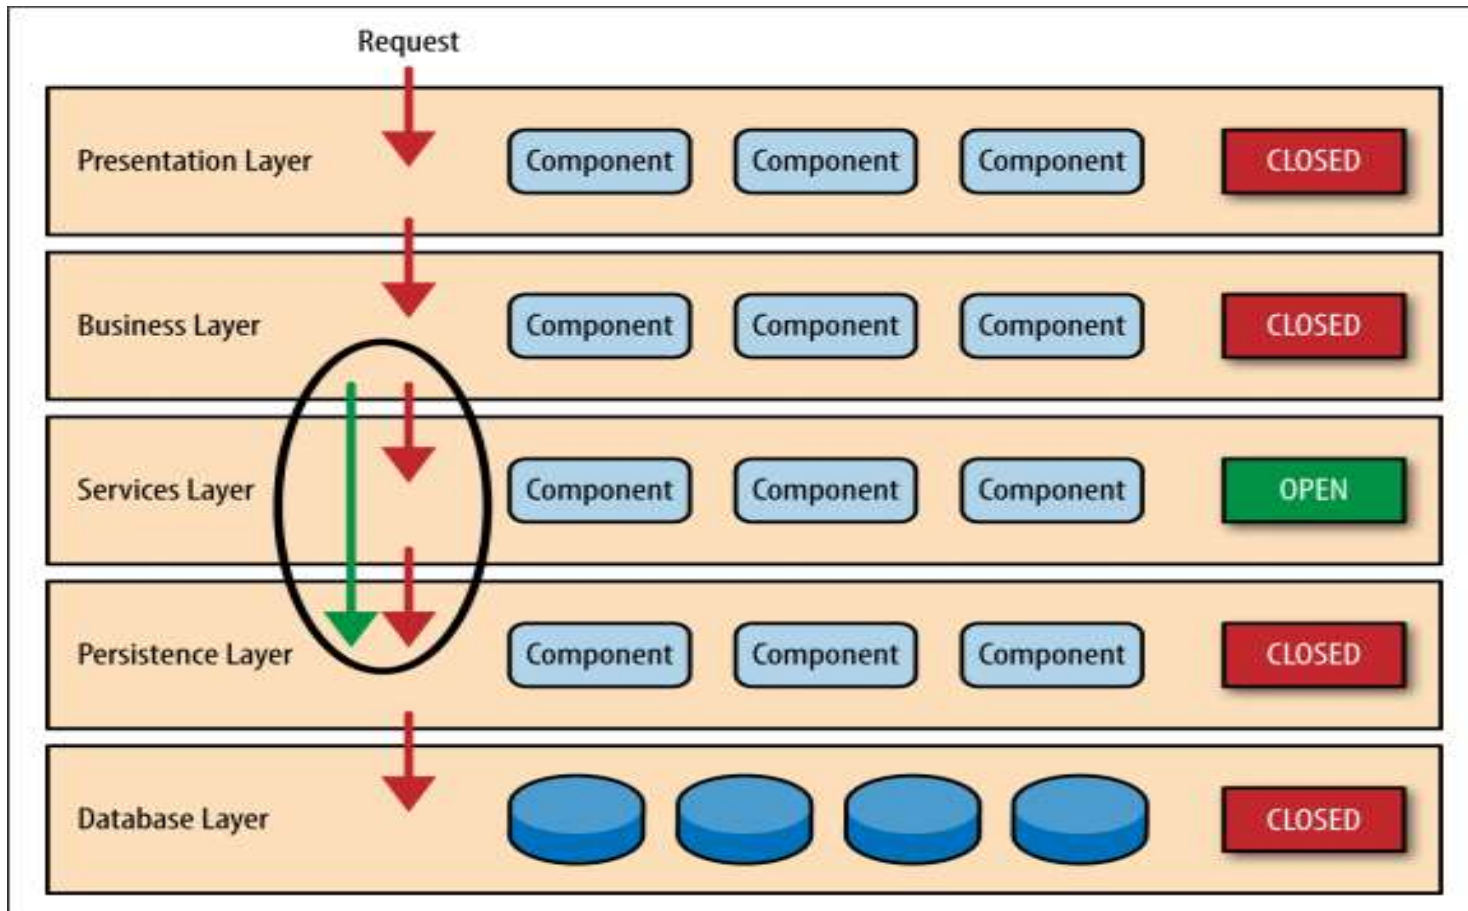 Request
Presentation Layer Component Component Component CLOSED
Business Layer Component Component Component CLOSED
Services Layer Component Component Component OPEN
Persistence Layer Component Component Component CLOSED
Database Layer CLOSED